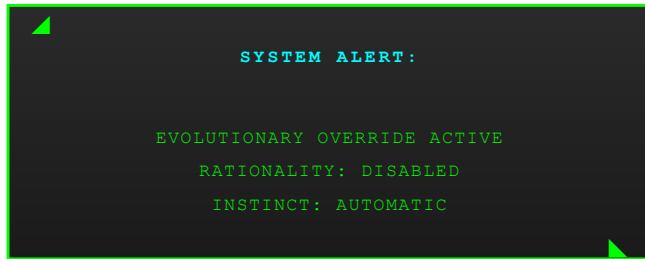 SYSTEM ALERT:
EVOLUTIONARY OVERRIDE ACTIVE
RATIONALITY: DISABLED
INSTINCT: AUTOMATIC